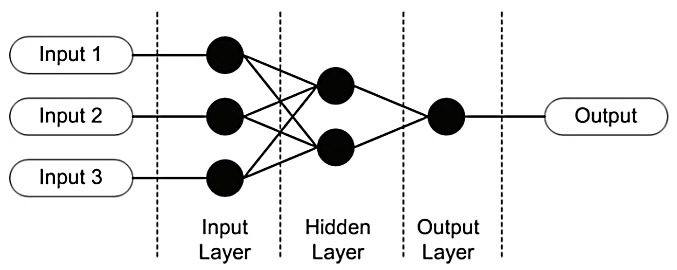 Input 1
Input 2
Input 3
Output
Input
Layer
Hidden
Layer
Output
Layer